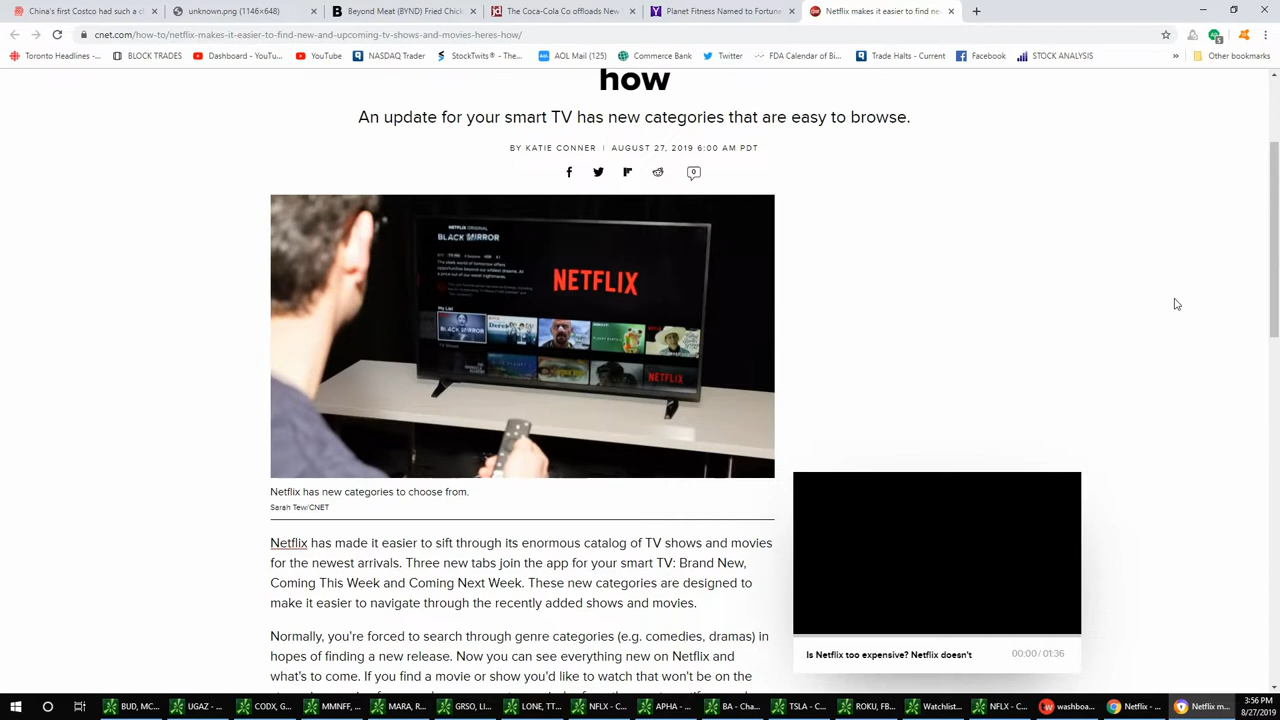 China's first Costco had such a cl
unknown.png (1146×648)
Beyond Meat (BYND) Fried Chick
The Coca-Cola Co offloads New
Planet Fitness Named to Fortune
Netflix makes it easier to find ne
cnet.com/how-to/netflix-makes-it-easier-to-find-new-and-upcoming-tv-shows-and-movies-heres-how/
Toronto Headlines -... BLOCK TRADES Dashboard - YouTu... YouTube NASDAQ Trader StockTwits® - The... AOL Mail (125) Commerce Bank Twitter FDA Calendar of Bi... Trade Halts - Current Facebook STOCK ANALYSIS » Other bookmarks
how
An update for your smart TV has new categories that are easy to browse.
BY KATIE CONNER | AUGUST 27, 2019 6:00 AM PDT
0
NETFLIX ORIGINAL
BLACK MIRROR
NETFLIX
My List
BLACK MIRROR
NETFLIX
Netflix has new categories to choose from.
Sarah Tew/CNET
Netflix has made it easier to sift through its enormous catalog of TV shows and movies
for the newest arrivals. Three new tabs join the app for your smart TV: Brand New,
Coming This Week and Coming Next Week. These new categories are designed to
make it easier to navigate through the recently added shows and movies.
Normally, you're forced to search through genre categories (e.g. comedies, dramas) in
hopes of finding a new release. Now you can see everything new on Netflix and
what's to come. If you find a movie or show you'd like to watch that won't be on the
Is Netflix too expensive? Netflix doesn't 00:00 / 01:36
BUD, MC... UGAZ - C... CODX, G... MMNFF, ... MARA, R... GRSO, LI... LONE, TT... NFLX - C... APHA - ... BA - Cha... TSLA - C... ROKU, FB... Watchlist... NFLX - C... washboa... Netflix - ... Netflix m...
3:56 PM
8/27/2019